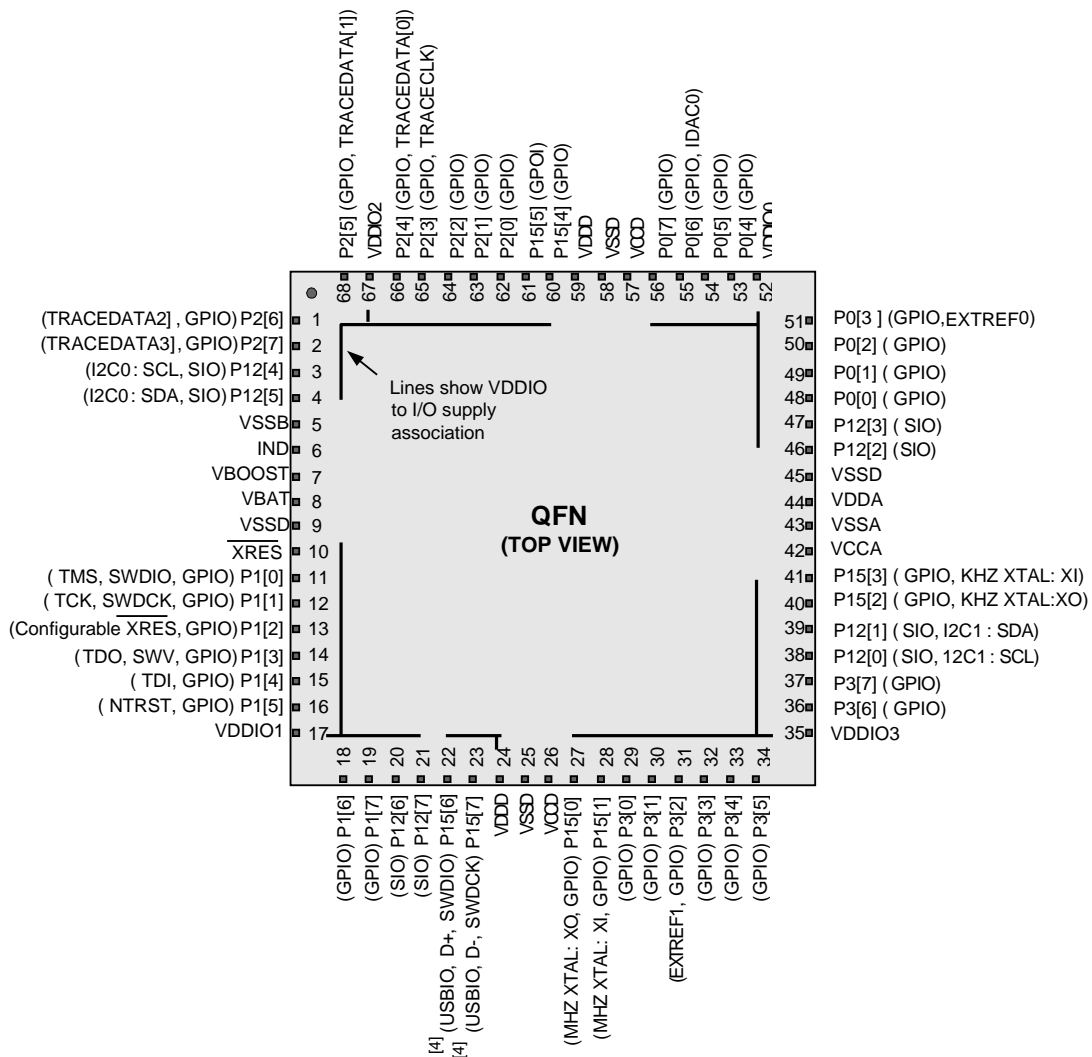 P2[5] (GPIO, TRACEDATA[1])
VDDIO2
P2[4] (GPIO, TRACEDATA[0])
P2[3] (GPIO, TRACECLK)
P2[2] (GPIO)
P2[1] (GPIO)
P2[0] (GPIO)
P15[5] (GPOI)
P15[4] (GPIO)
VDDD
VSSD
VCCD
P0[7] (GPIO)
P0[6] (GPIO, IDAC0)
P0[5] (GPIO)
P0[4] (GPIO)
VDDIO0
68 67 66 65 64 63 62 61 60 59 58 57 56 55 54 53 52
(TRACEDATA2] , GPIO) P2[6] 1
(TRACEDATA3], GPIO) P2[7] 2
(I2C0 : SCL, SIO) P12[4] 3
(I2C0 : SDA, SIO) P12[5] 4
VSSB 5
IND 6
VBOOST 7
VBAT 8
VSSD 9
XRES 10
( TMS, SWDIO, GPIO) P1[0] 11
( TCK, SWDCK, GPIO) P1[1] 12
(Configurable XRES, GPIO) P1[2] 13
( TDO, SWV, GPIO) P1[3] 14
( TDI, GPIO) P1[4] 15
( NTRST, GPIO) P1[5] 16
VDDIO1 17
Lines show VDDIO
to I/O supply
association
QFN
(TOP VIEW)
51 P0[3 ] (GPIO,EXTREF0)
50 P0[2] ( GPIO)
49 P0[1] ( GPIO)
48 P0[0] ( GPIO)
47 P12[3] ( SIO)
46 P12[2] (SIO)
45 VSSD
44 VDDA
43 VSSA
42 VCCA
41 P15[3] ( GPIO, KHZ XTAL: XI)
40 P15[2] ( GPIO, KHZ XTAL:XO)
39 P12[1] ( SIO, I2C1 : SDA)
38 P12[0] (SIO, 12C1 : SCL)
37 P3[7] (GPIO)
36 P3[6] ( GPIO)
35 VDDIO3
18 19 20 21 22 23 24 25 26 27 28 29 30 31 32 33 34
(GPIO) P1[6]
(GPIO) P1[7]
(SIO) P12[6]
(SIO) P12[7]
[4] (USBIO, D+, SWDIO) P15[6]
[4] (USBIO, D-, SWDCK) P15[7]
VDDD
VSSD
VCCD
(MHZ XTAL: XO, GPIO) P15[0]
(MHZ XTAL: XI, GPIO) P15[1]
(GPIO) P3[0]
(GPIO) P3[1]
(EXTREF1, GPIO) P3[2]
(GPIO) P3[3]
(GPIO) P3[4]
(GPIO) P3[5]